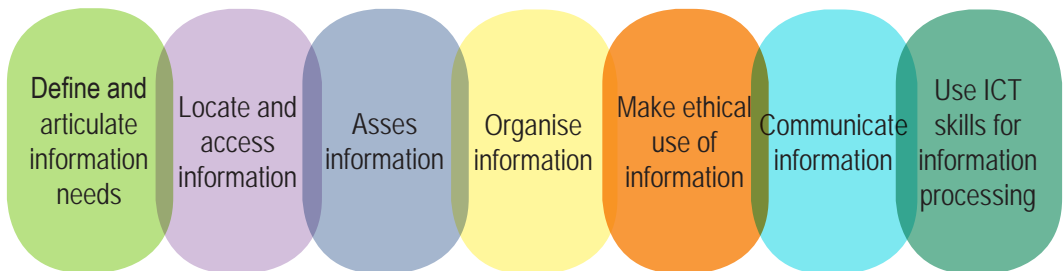 Define and
articulate
information
needs
Locate and
access
information
Asses
information
Organise
information
Make ethical
use of
information
Communicate
information
Use ICT
skills for
information
processing